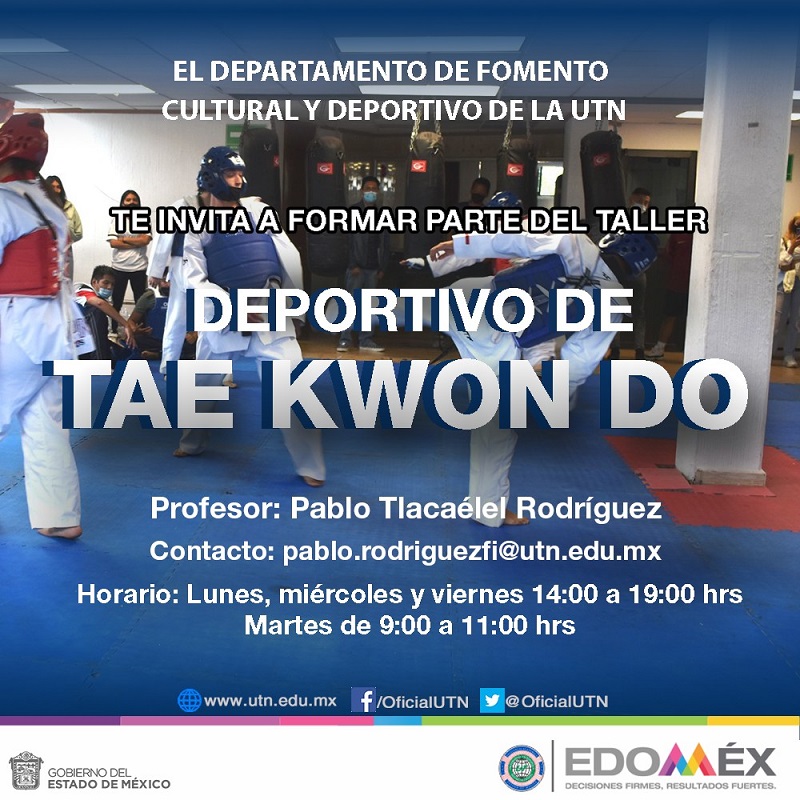 EL DEPARTAMENTO DE FOMENTO
CULTURAL Y DEPORTIVO DE LA UTN
TE INVITA A FORMAR PARTE DEL TALLER
DEPORTIVO DE
TAE KWON DO
Profesor: Pablo Tlacaélel Rodríguez
Contacto: pablo.rodriguezfi@utn.edu.mx
Horario: Lunes, miércoles y viernes 14:00 a 19:00 hrs
Martes de 9:00 a 11:00 hrs
www.utn.edu.mx /OficialUTN @OficialUTN
GOBIERNO DEL
ESTADO DE MÉXICO
EDOMÉX
DECISIONES FIRMES, RESULTADOS FUERTES.